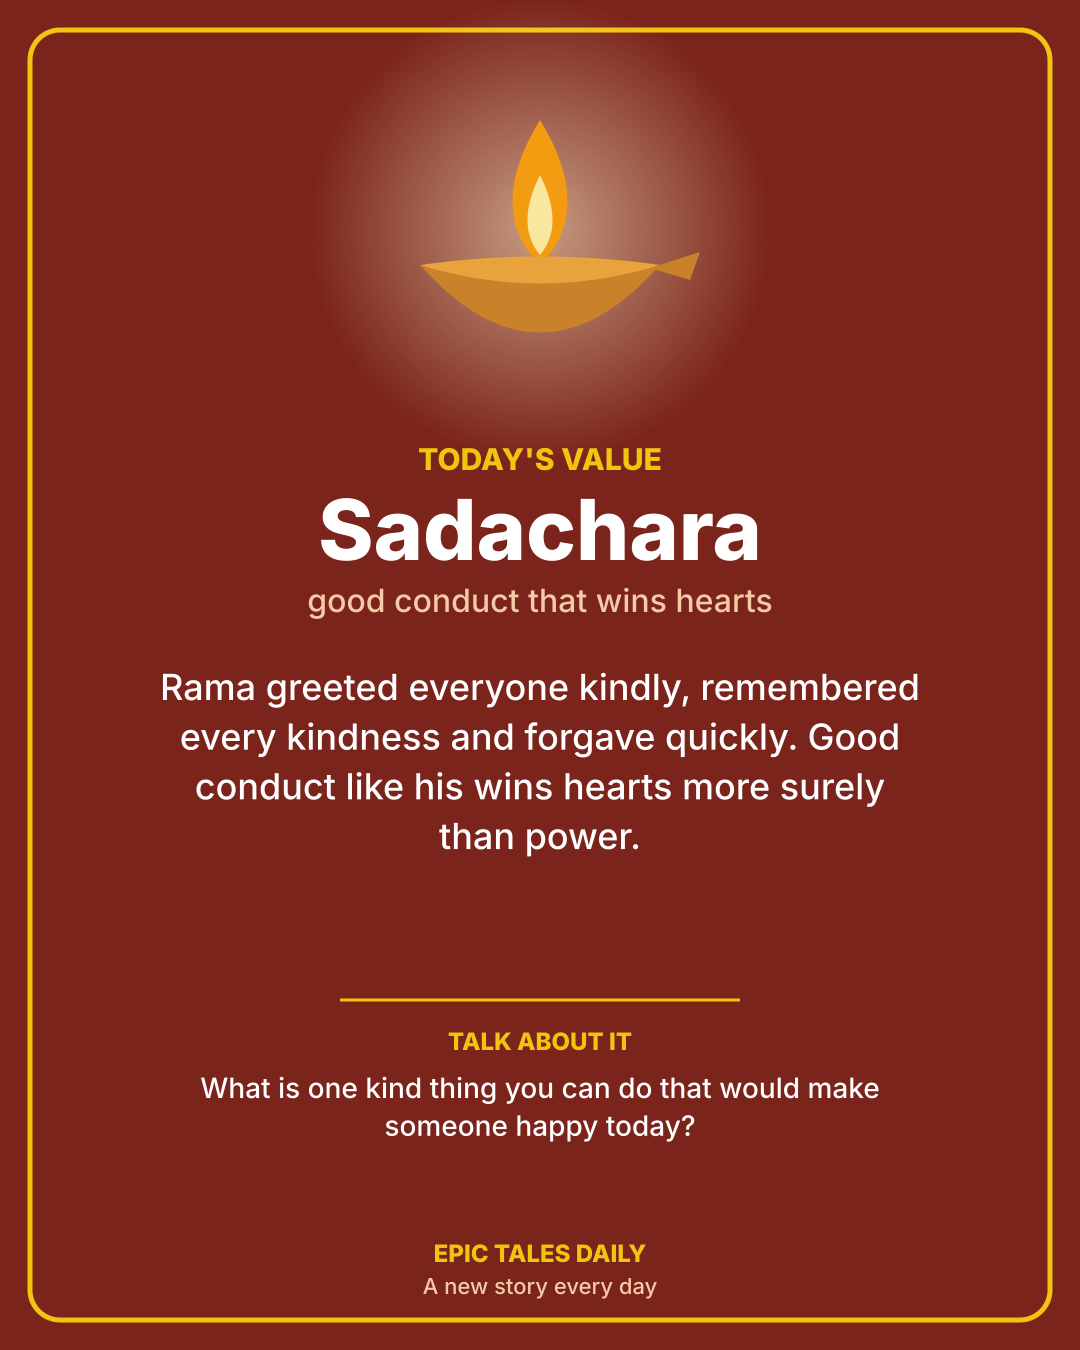 TODAY'S VALUE
Sadachara
good conduct that wins hearts
Rama greeted everyone kindly, remembered
every kindness and forgave quickly. Good
conduct like his wins hearts more surely
than power.
TALK ABOUT IT
What is one kind thing you can do that would make
someone happy today?
EPIC TALES DAILY
A new story every day